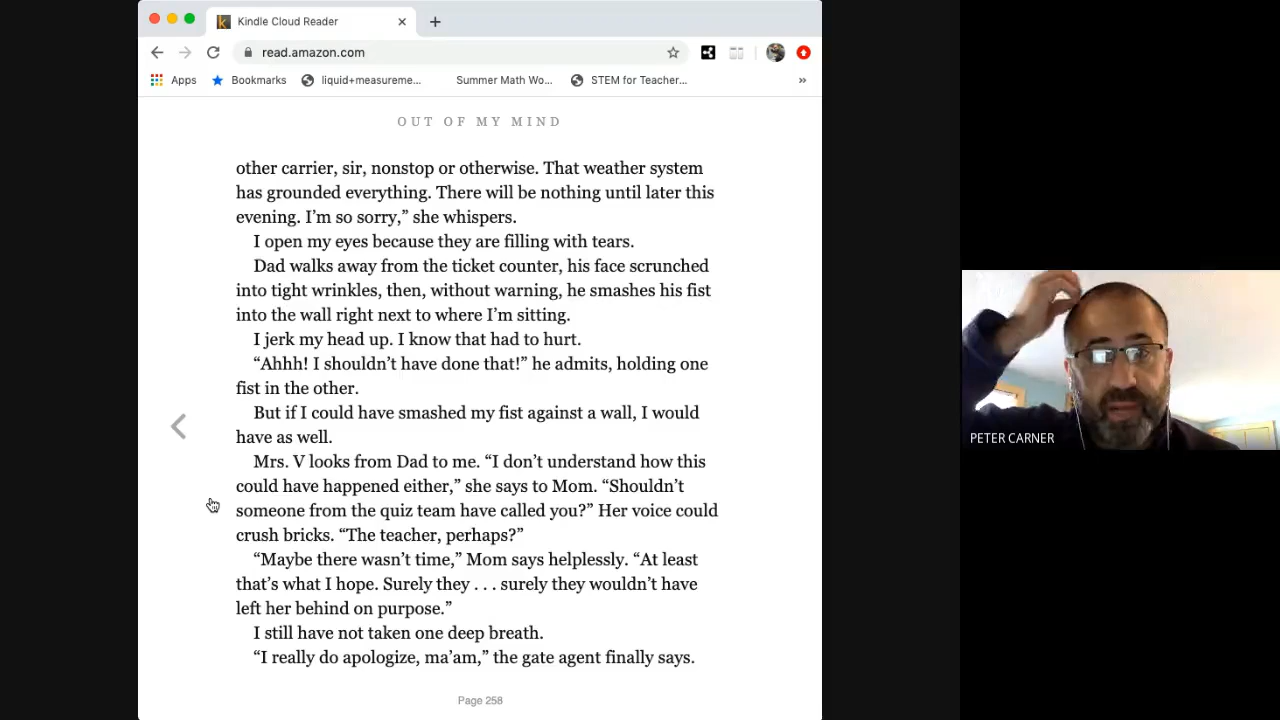 Kindle Cloud Reader
read.amazon.com
Apps
Bookmarks
liquid+measureme...
Summer Math Wo...
STEM for Teacher...
OUT OF MY MIND
other carrier, sir, nonstop or otherwise. That weather system
has grounded everything. There will be nothing until later this
evening. I’m so sorry,” she whispers.
I open my eyes because they are filling with tears.
Dad walks away from the ticket counter, his face scrunched
into tight wrinkles, then, without warning, he smashes his fist
into the wall right next to where I’m sitting.
I jerk my head up. I know that had to hurt.
“Ahhh! I shouldn’t have done that!” he admits, holding one
fist in the other.
But if I could have smashed my fist against a wall, I would
have as well.
Mrs. V looks from Dad to me. “I don’t understand how this
could have happened either,” she says to Mom. “Shouldn’t
someone from the quiz team have called you?” Her voice could
crush bricks. “The teacher, perhaps?”
“Maybe there wasn’t time,” Mom says helplessly. “At least
that’s what I hope. Surely they . . . surely they wouldn’t have
left her behind on purpose.”
I still have not taken one deep breath.
“I really do apologize, ma’am,” the gate agent finally says.
Page 258
PETER CARNER